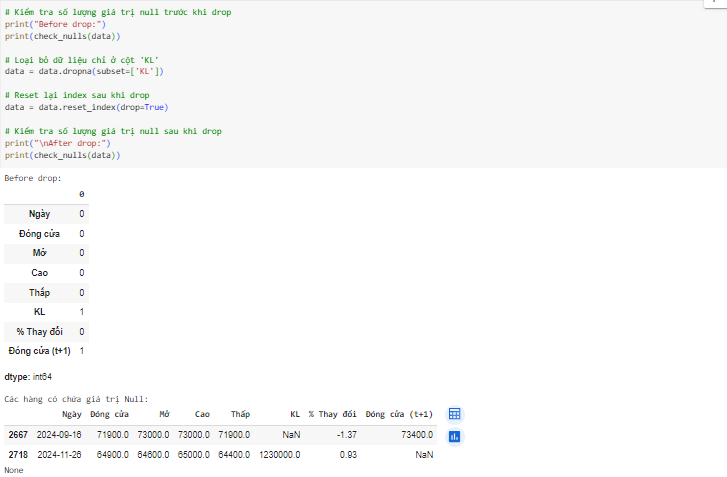 # Kiểm tra số lượng giá trị null trước khi drop
print("Before drop:")
print(check_nulls(data))
# Loại bỏ dữ liệu chỉ ở cột 'KL'
data = data.dropna(subset=['KL'])
# Reset lại index sau khi drop
data = data.reset_index(drop=True)
# Kiểm tra số lượng giá trị null sau khi drop
print("\nAfter drop:")
print(check_nulls(data))
Before drop:
0
Ngày 0
Đóng cửa 0
Mở 0
Cao 0
Thấp 0
KL 1
% Thay đổi 0
Đóng cửa (t+1) 1
dtype: int64
Các hàng có chứa giá trị Null:
Ngày Đóng cửa Mở Cao Thấp KL % Thay đổi Đóng cửa (t+1)
2667 2024-09-16 71900.0 73000.0 73000.0 71900.0 NaN -1.37 73400.0
2718 2024-11-26 64900.0 64600.0 65000.0 64400.0 1230000.0 0.93 NaN
None